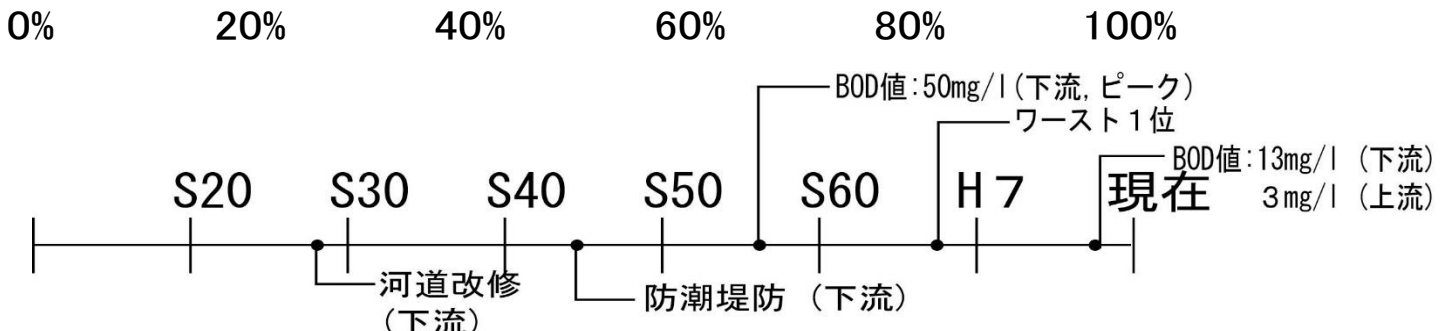 0% 20% 40% 60% 80% 100%
BOD値:50mg/l(下流,ピーク)
ワースト1位
BOD値:13mg/l (下流)
3mg/l (上流)
S20 S30 S40 S50 S60 H7 現在
河道改修
(下流)
防潮堤防 (下流)